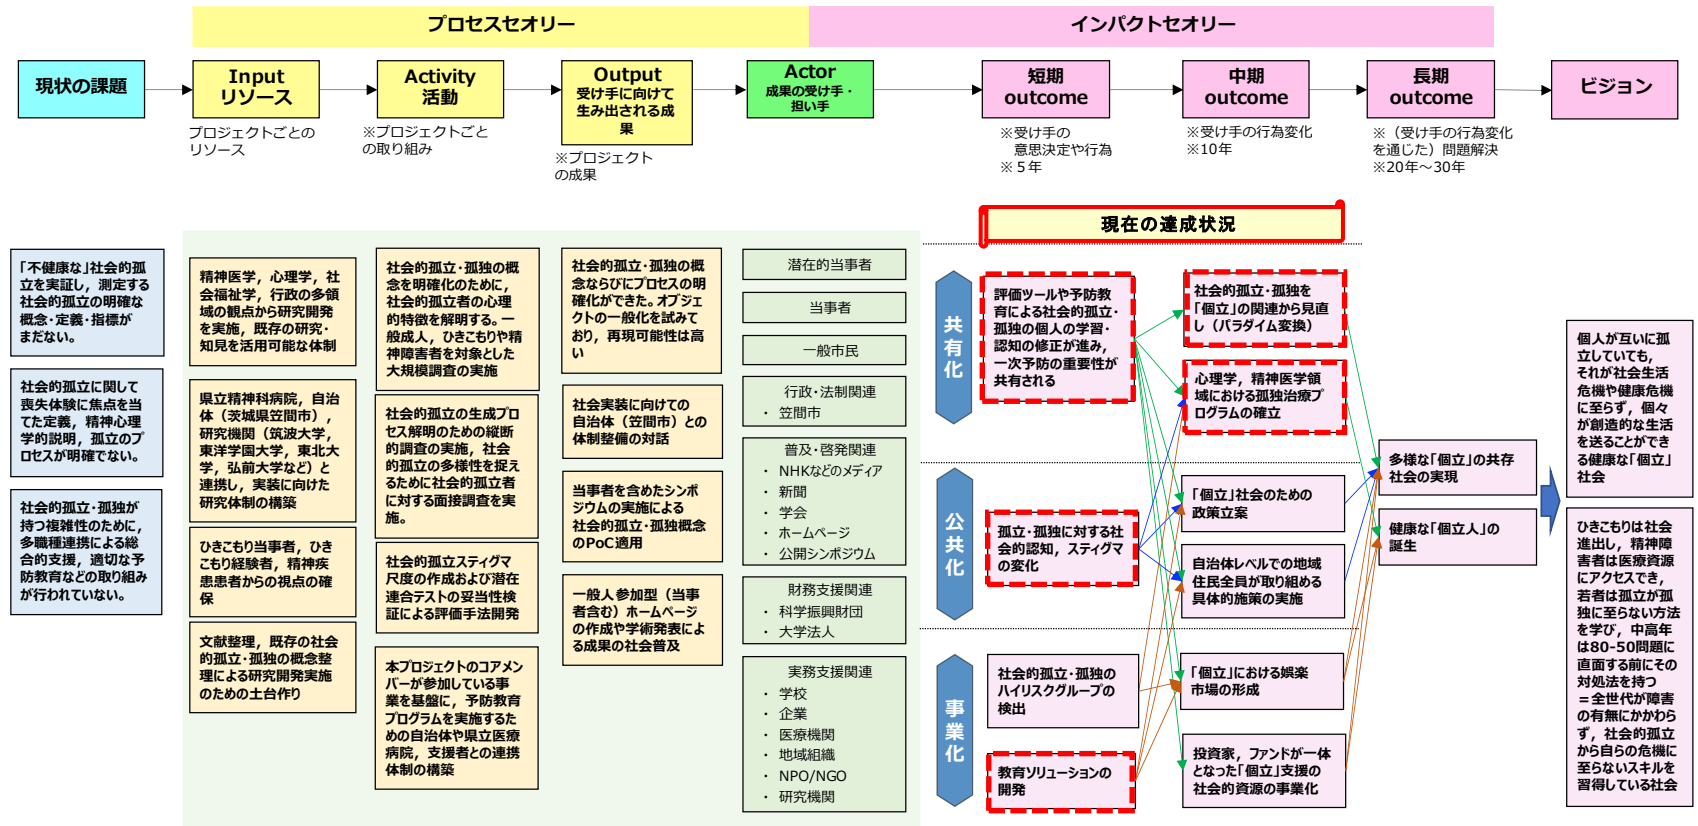 プロセスセオリー
インパクトセオリー
現状の課題
Input
リソース
Activity
活動
Output
受け手に向けて
生み出される成
果
Actor
成果の受け手・
担い手
短期
outcome
中期
outcome
長期
outcome
ビジョン
プロジェクトごとの
リソース
※プロジェクトごと
の取り組み
※プロジェクト
の成果
※受け手の
意思決定や行為
※５年
※受け手の行為変化
※10年
※（受け手の行為変化
を通じた）問題解決
※20年～30年
現在の達成状況
「不健康な」社会的孤
立を実証し，測定する
社会的孤立の明確な
概念・定義・指標が
まだない。
社会的孤立に関して
喪失体験に焦点を当
てた定義，精神心理
学的説明，孤立のプ
ロセスが明確でない。
社会的孤立・孤独が
持つ複雑性のために，
多職種連携による総
合的支援，適切な予
防教育などの取り組み
が行われていない。
精神医学，心理学，社
会福祉学，行政の多領
域の観点から研究開発
を実施，既存の研究・
知見を活用可能な体制
県立精神科病院，自治
体（茨城県笠間市），
研究機関（筑波大学，
東洋学園大学，東北大
学，弘前大学など）と
連携し，実装に向けた
研究体制の構築
ひきこもり当事者，ひき
こもり経験者，精神疾
患患者からの視点の確
保
文献整理，既存の社会
的孤立・孤独の概念整
理による研究開発実施
のための土台作り
社会的孤立・孤独の概
念を明確化のために，
社会的孤立者の心理
的特徴を解明する。一
般成人，ひきこもりや精
神障害者を対象とした
大規模調査の実施
社会的孤立の生成プロ
セス解明のための縦断
的調査の実施，社会
的孤立の多様性を捉え
るために社会的孤立者
に対する面接調査を実
施。
社会的孤立スティグマ
尺度の作成および潜在
連合テストの妥当性検
証による評価手法開発
本プロジェクトのコアメン
バーが参加している事
業を基盤に，予防教育
プログラムを実施するた
めの自治体や県立医療
病院，支援者との連携
体制の構築
社会的孤立・孤独の概
念ならびにプロセスの明
確化ができた。オブジェ
クトの一般化を試みて
おり，再現可能性は高
い
社会実装に向けての
自治体（笠間市）との
体制整備の対話
当事者を含めたシンポ
ジウムの実施による
社会的孤立・孤独概念
のPoC適用
一般人参加型（当事
者含む）ホームページ
の作成や学術発表によ
る成果の社会普及
潜在的当事者
当事者
一般市民
行政・法制関連
・ 笠間市
普及・啓発関連
・ NHKなどのメディア
・ 新聞
・ 学会
・ ホームページ
・ 公開シンポジウム
財務支援関連
・ 科学振興財団
・ 大学法人
実務支援関連
・ 学校
・ 企業
・ 医療機関
・ 地域組織
・ NPO/NGO
・ 研究機関
共有化
公共化
事業化
評価ツールや予防教
育による社会的孤立・
孤独の個人の学習・
認知の修正が進み，
一次予防の重要性が
共有される
孤立・孤独に対する社
会的認知，スティグマ
の変化
社会的孤立・孤独の
ハイリスクグループの
検出
教育ソリューションの
開発
社会的孤立・孤独を
「個立」の関連から見直
し（パラダイム変換）
心理学，精神医学領
域における孤独治療プ
ログラムの確立
「個立」社会のための
政策立案
自治体レベルでの地域
住民全員が取り組める
具体的施策の実施
「個立」における娯楽
市場の形成
投資家，ファンドが一体
となった「個立」支援の
社会的資源の事業化
多様な「個立」の共存
社会の実現
健康な「個立人」の
誕生
個人が互いに孤
立していても，
それが社会生活
危機や健康危機
に至らず，個々
が創造的な生活
を送ることができ
る健康な「個立」
社会
ひきこもりは社会
進出し，精神障
害者は医療資源
にアクセスでき，
若者は孤立が孤
独に至らない方法
を学び，中高年
は80-50問題に
直面する前にその
対処法を持つ
＝全世代が障害
の有無にかかわら
ず，社会的孤立
から自らの危機に
至らないスキルを
習得している社会